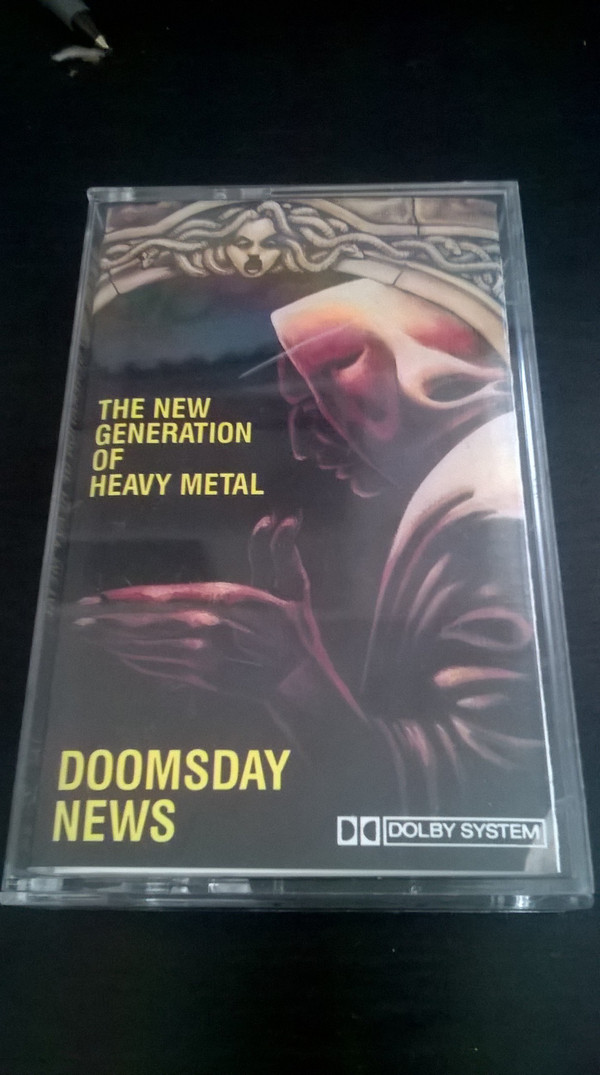 THE NEW
GENERATION
OF
HEAVY METAL
DOOMSDAY
NEWS
DOLBY SYSTEM